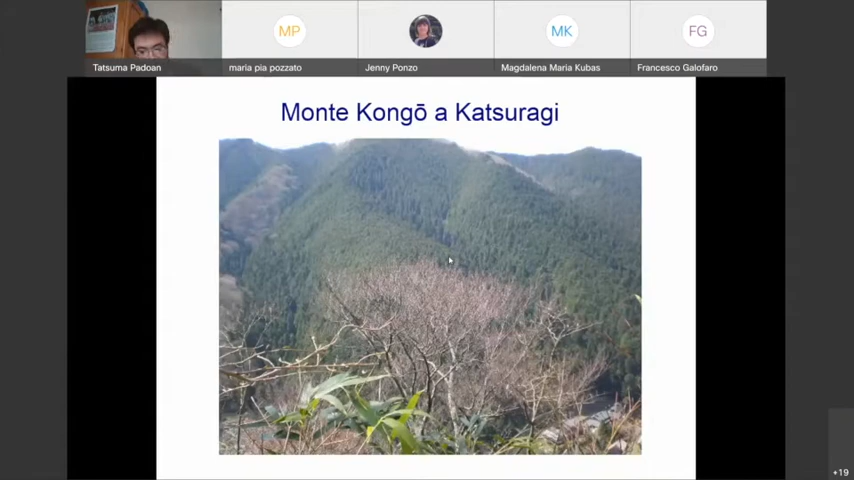 MP
MK
FG
Tatsuma Padoan
maria pia pozzato
Jenny Ponzo
Magdalena Maria Kubas
Francesco Galofaro
Monte Kongō a Katsuragi
+19